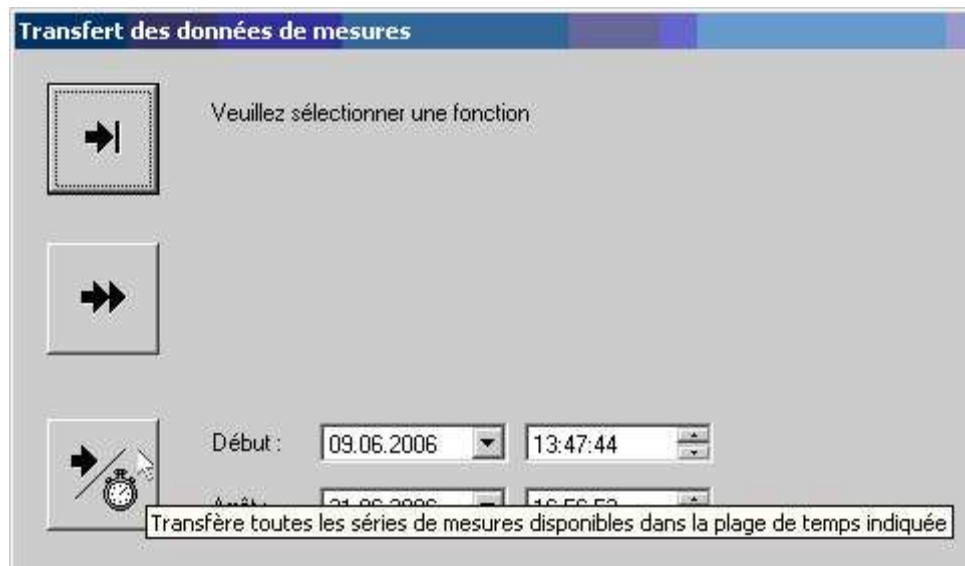 Transfert des données de mesures
Veuillez sélectionner une fonction
Début : 09.06.2006 13:47:44
Transfère toutes les séries de mesures disponibles dans la plage de temps indiquée